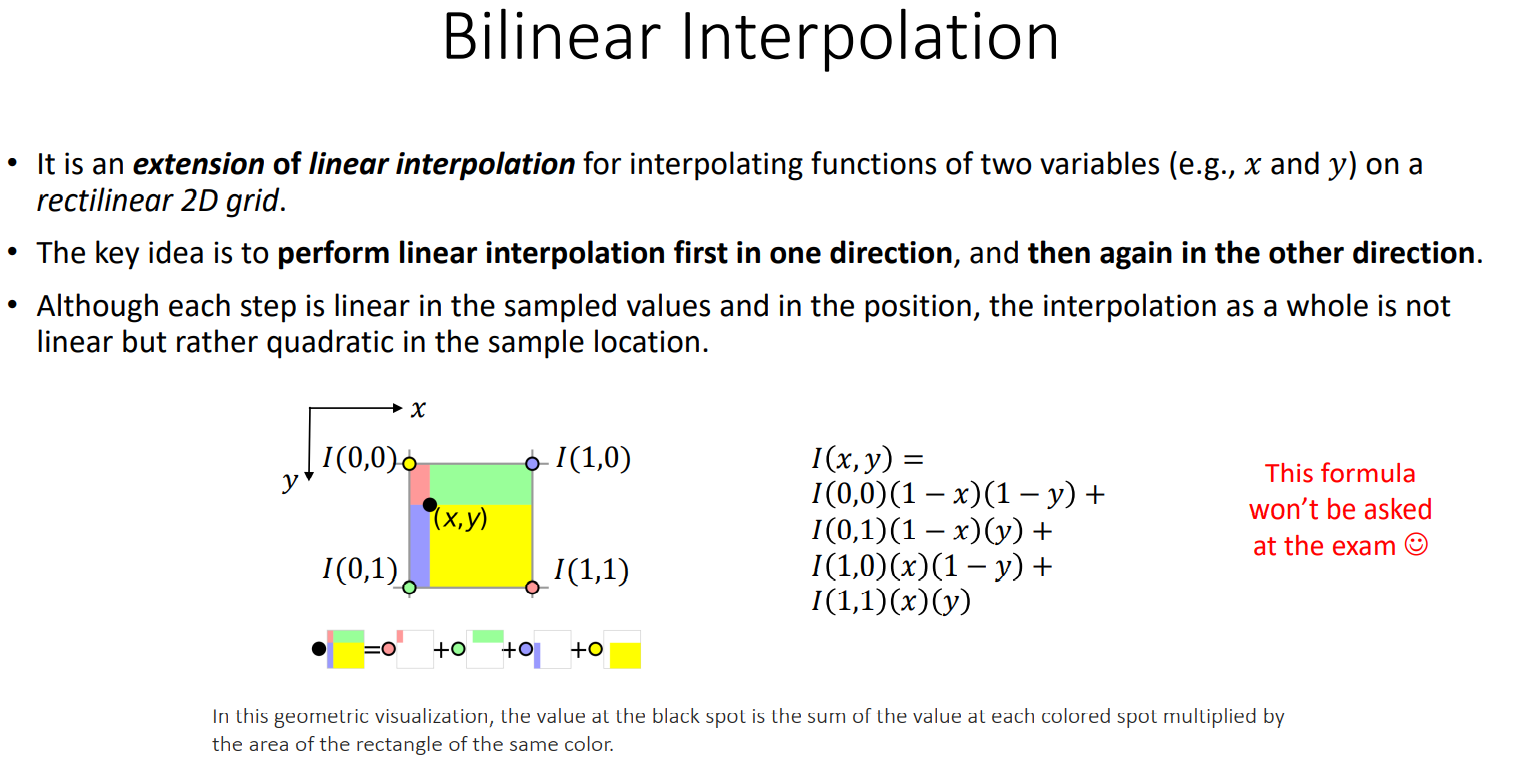 Bilinear Interpolation
• It is an extension of linear interpolation for interpolating functions of two variables (e.g., x and y) on a
rectilinear 2D grid.
• The key idea is to perform linear interpolation first in one direction, and then again in the other direction.
• Although each step is linear in the sampled values and in the position, the interpolation as a whole is not
linear but rather quadratic in the sample location.
x
y
I(0,0)
I(1,0)
(x,y)
I(0,1)
I(1,1)
=
+
+
+
I(x, y) =
I(0,0)(1 − x)(1 − y) +
I(0,1)(1 − x)(y) +
I(1,0)(x)(1 − y) +
I(1,1)(x)(y)
This formula
won't be asked
at the exam ☺
In this geometric visualization, the value at the black spot is the sum of the value at each colored spot multiplied by
the area of the rectangle of the same color.